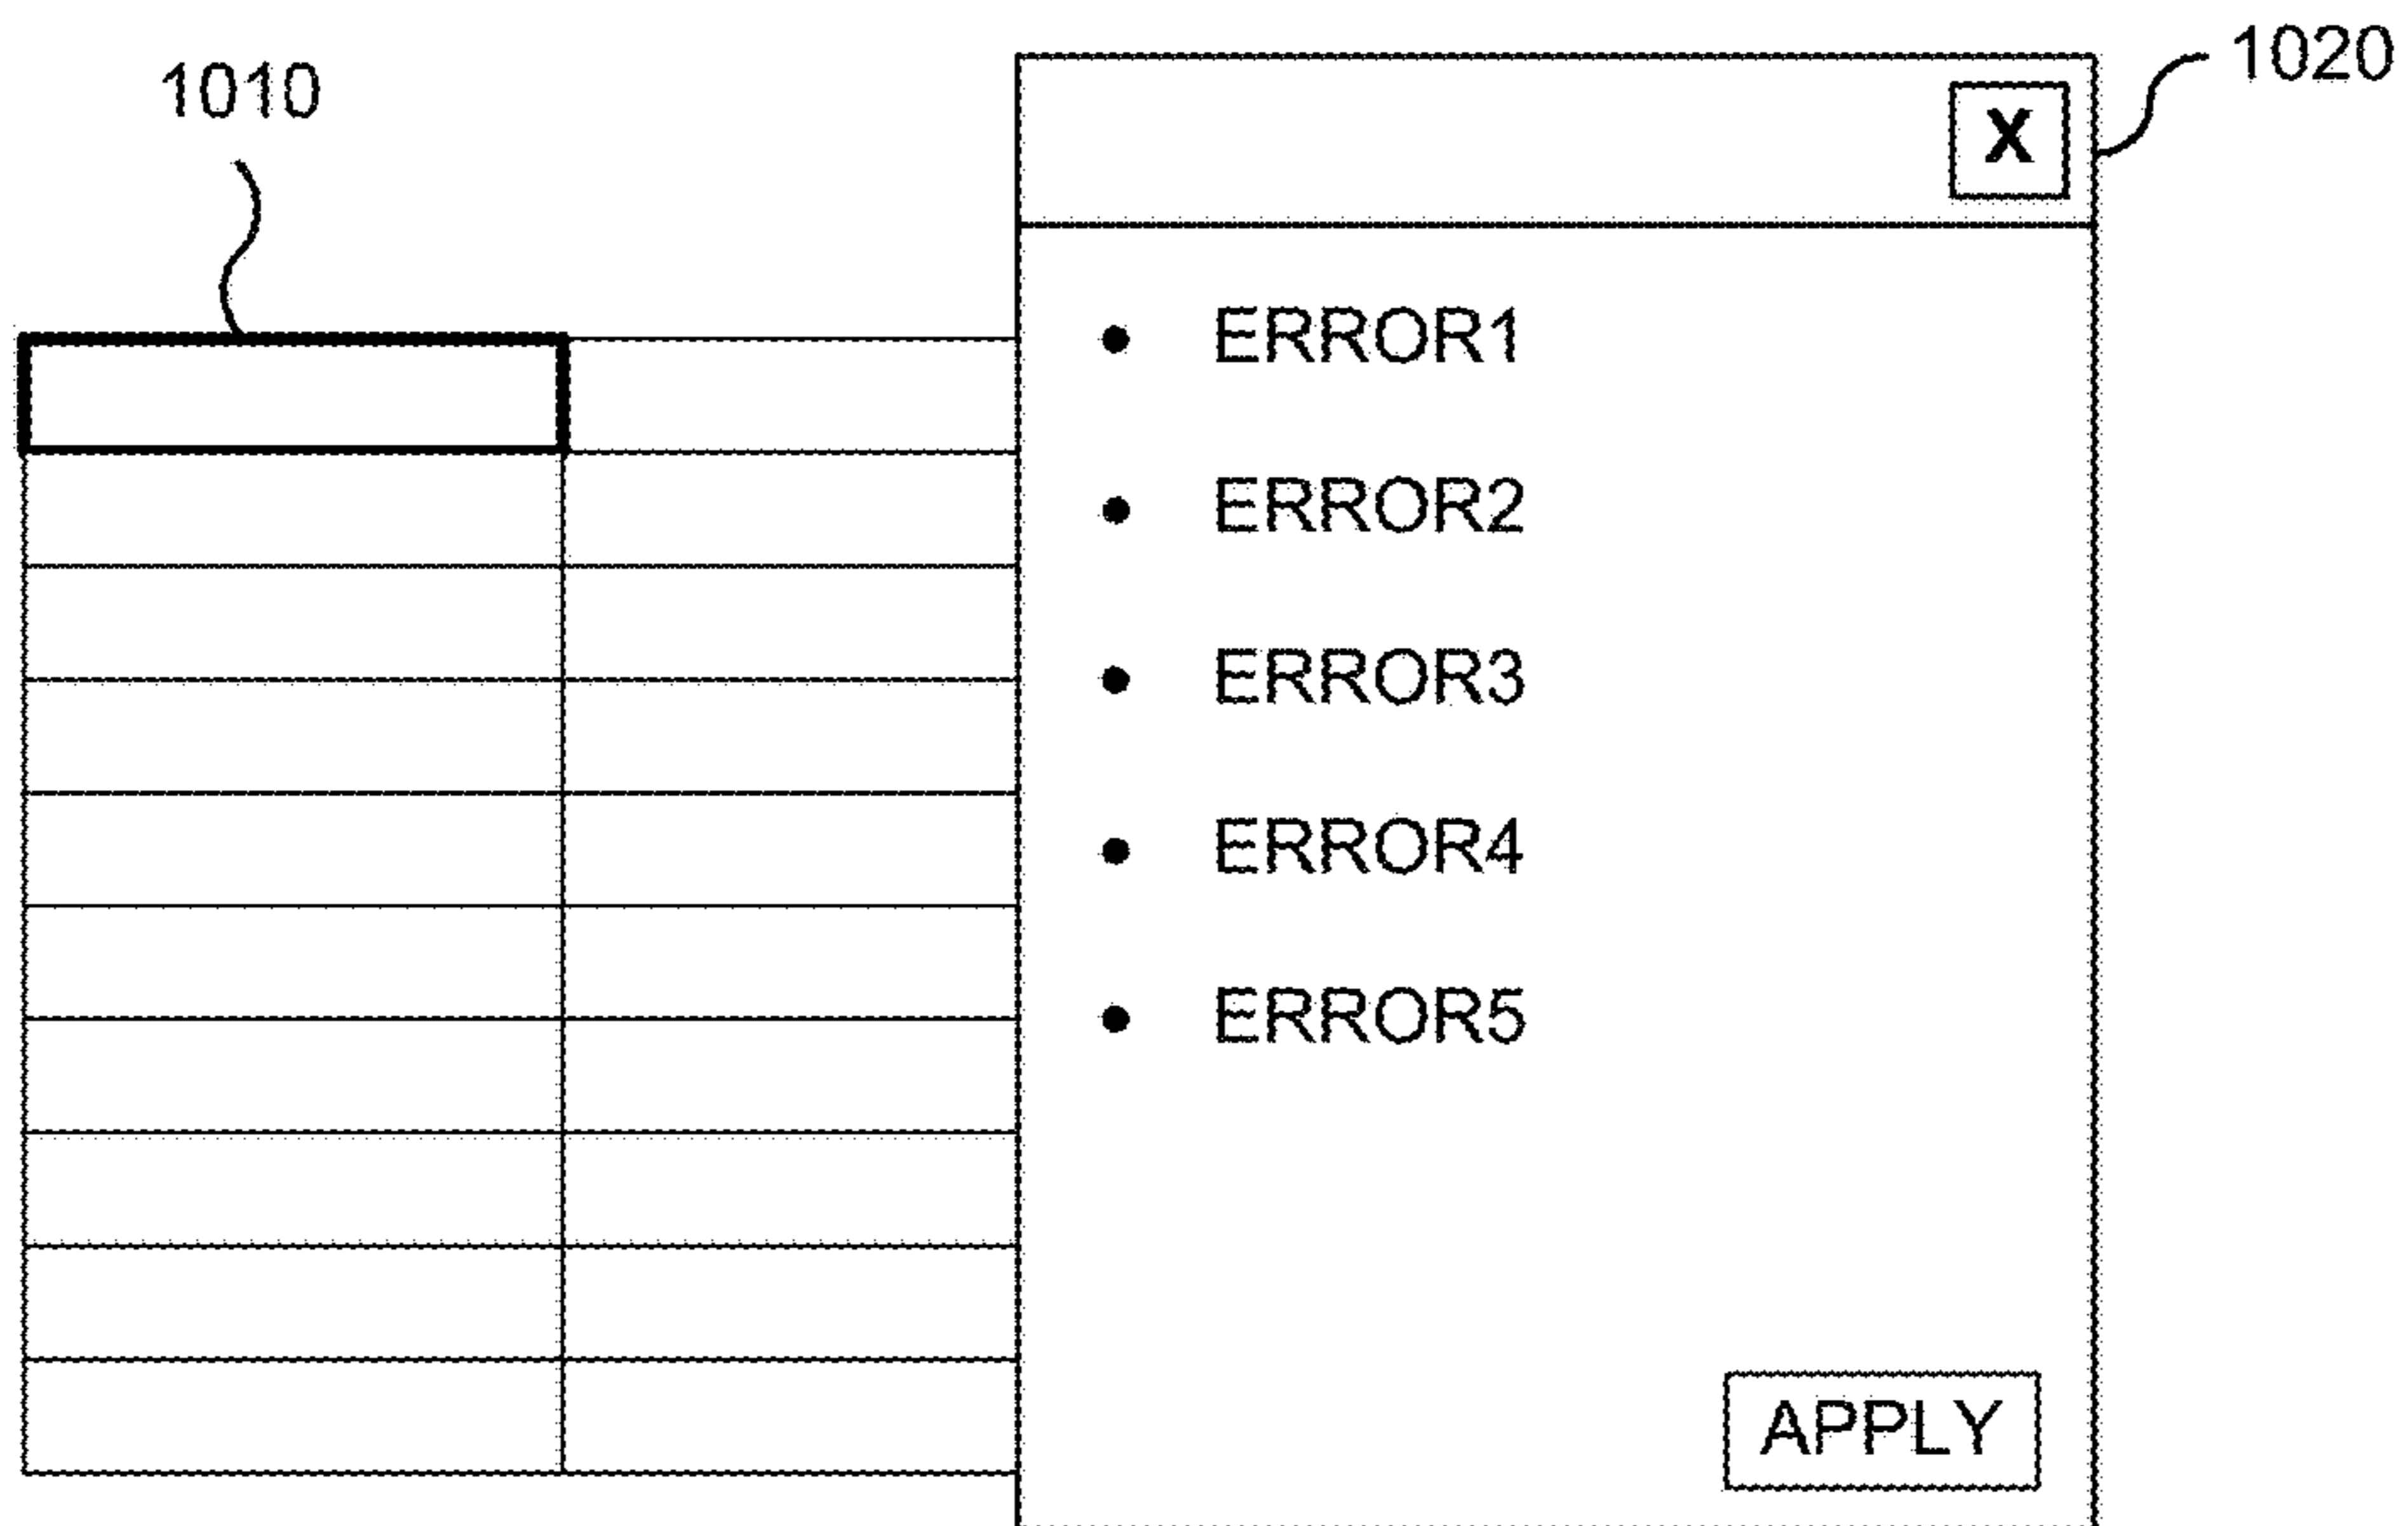 1010
1020
X
• ERROR1
• ERROR2
• ERROR3
• ERROR4
• ERROR5
APPLY